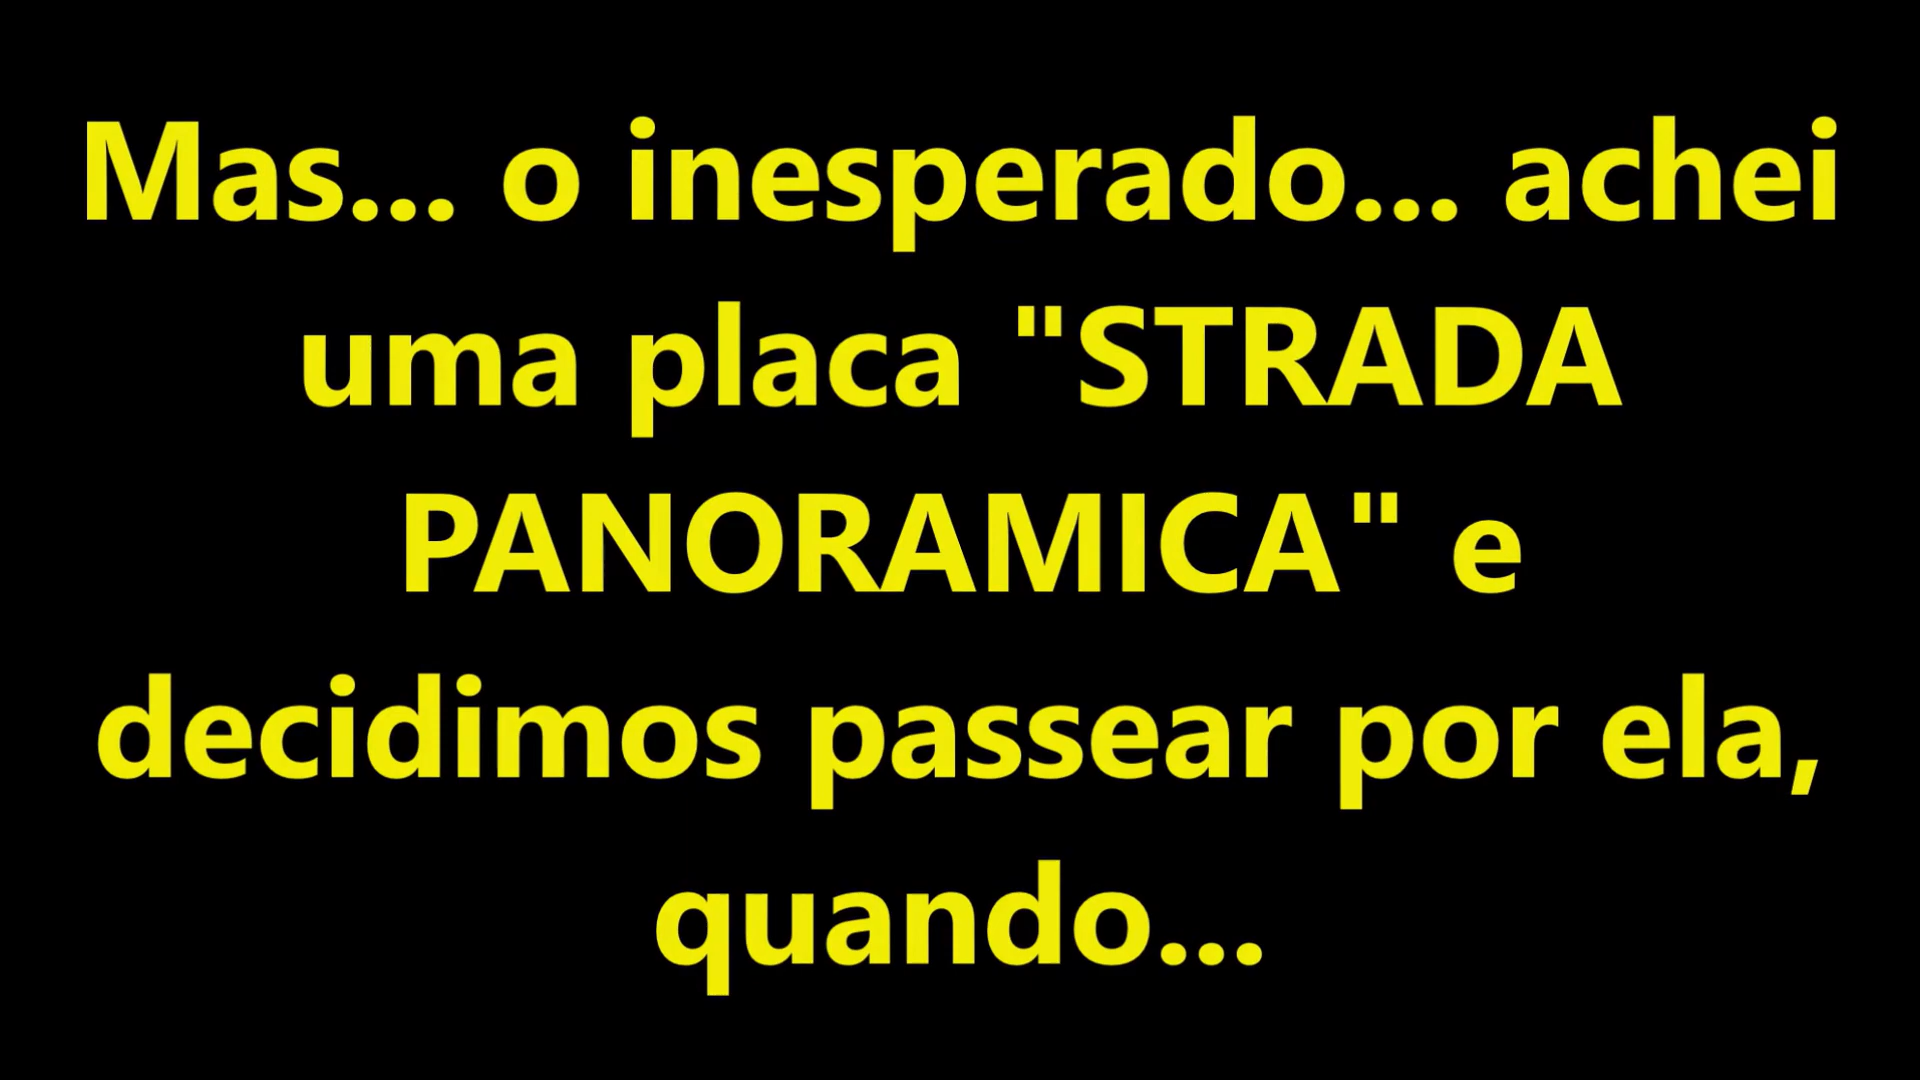 Mas... o inesperado... achei
uma placa "STRADA
PANORAMICA" e
decidimos passear por ela,
quando...